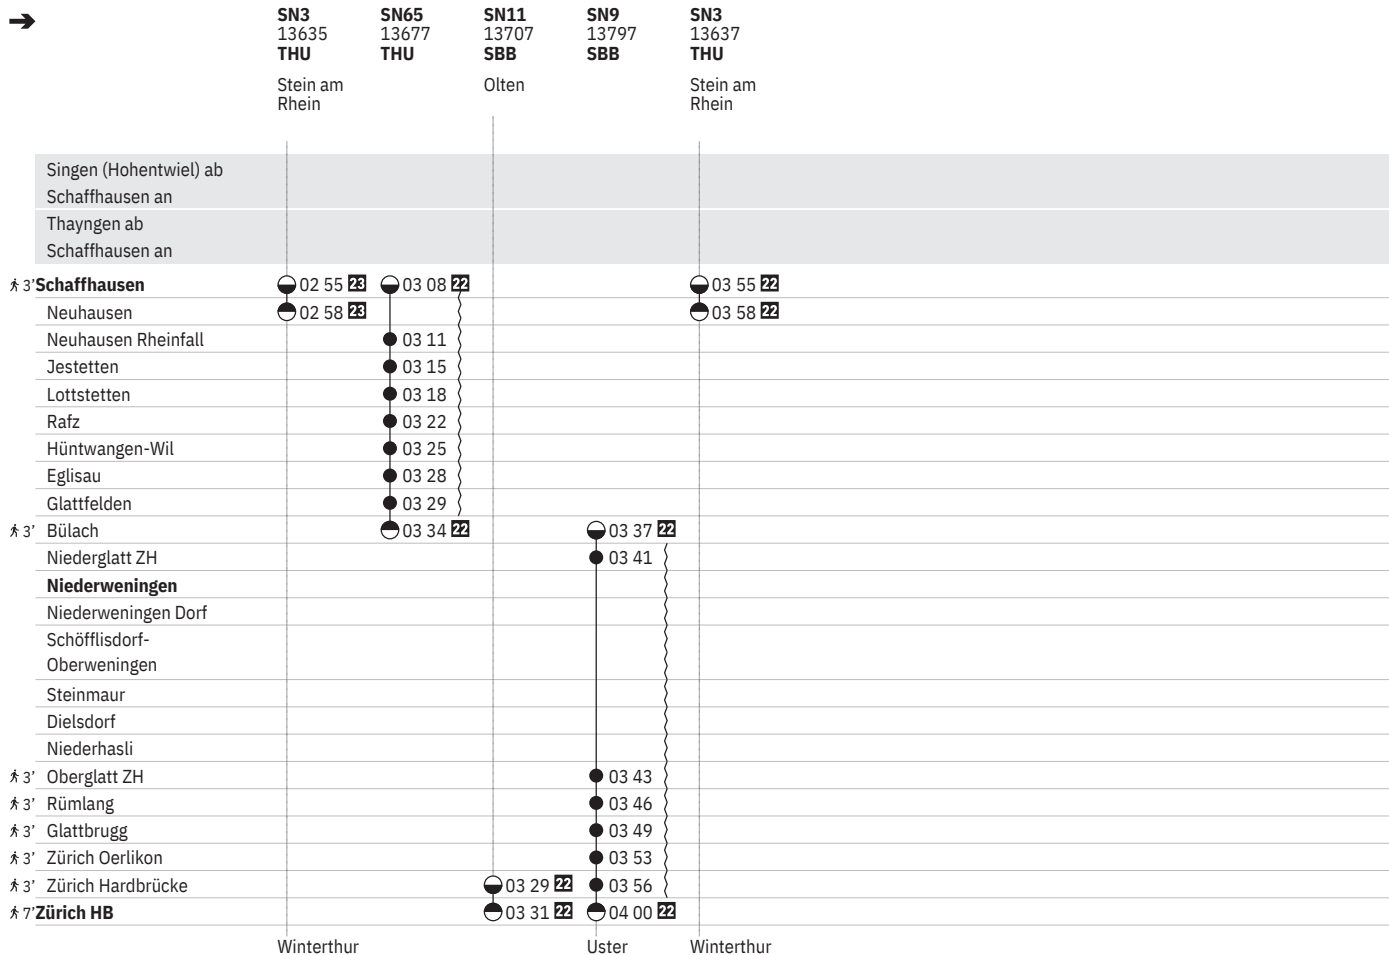 ➔ SN3 SN65 SN11 SN9 SN3
13635 13677 13707 13797 13637
THU THU SBB SBB THU
Stein am Olten Stein am
Rhein Rhein
Singen (Hohentwiel) ab
Schaffhausen an
Thayngen ab
Schaffhausen an
3' Schaffhausen 02 55 23 03 08 22 03 55 22
Neuhausen 02 58 23 03 58 22
Neuhausen Rheinfall 03 11
Jestetten 03 15
Lottstetten 03 18
Rafz 03 22
Hüntwangen-Wil 03 25
Eglisau 03 28
Glattfelden 03 29
3' Bülach 03 34 22 03 37 22
Niederglatt ZH 03 41
Niederweningen
Niederweningen Dorf
Schöfflisdorf-
Oberweningen
Steinmaur
Dielsdorf
Niederhasli
3' Oberglatt ZH 03 43
3' Rümlang 03 46
3' Glattbrugg 03 49
3' Zürich Oerlikon 03 53
3' Zürich Hardbrücke 03 29 22 03 56
7' Zürich HB 03 31 22 04 00 22
Winterthur Uster Winterthur